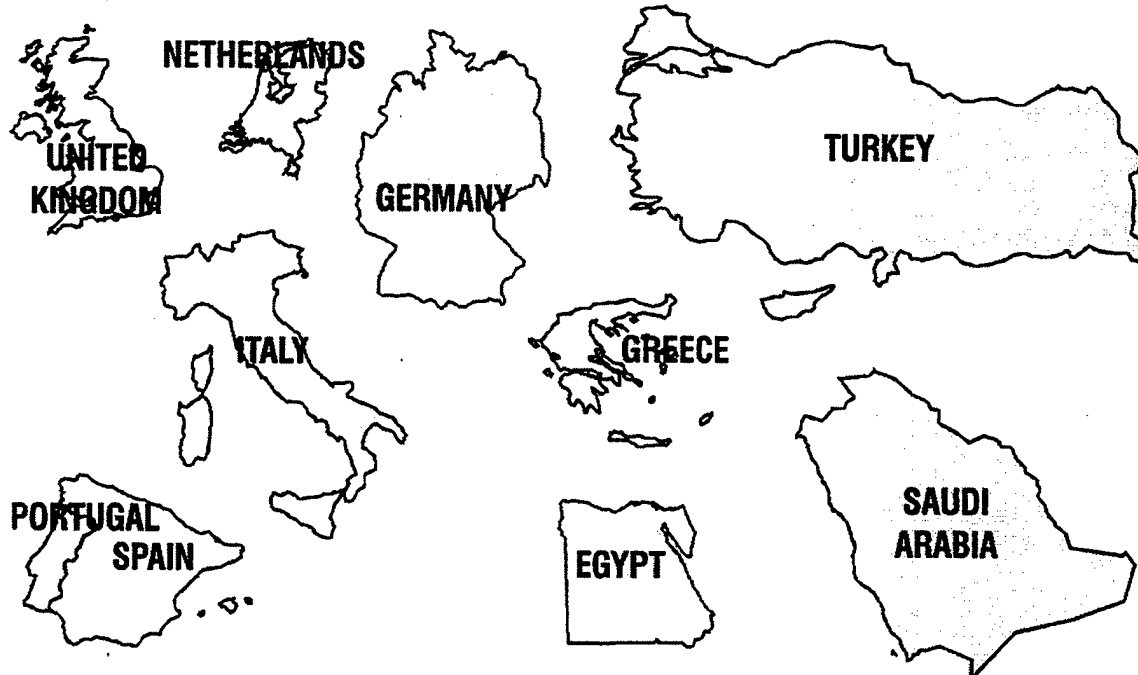 NETHERLANDS
UNITED
KINGDOM
GERMANY
TURKEY
ITALY
GREECE
PORTUGAL
SPAIN
EGYPT
SAUDI
ARABIA